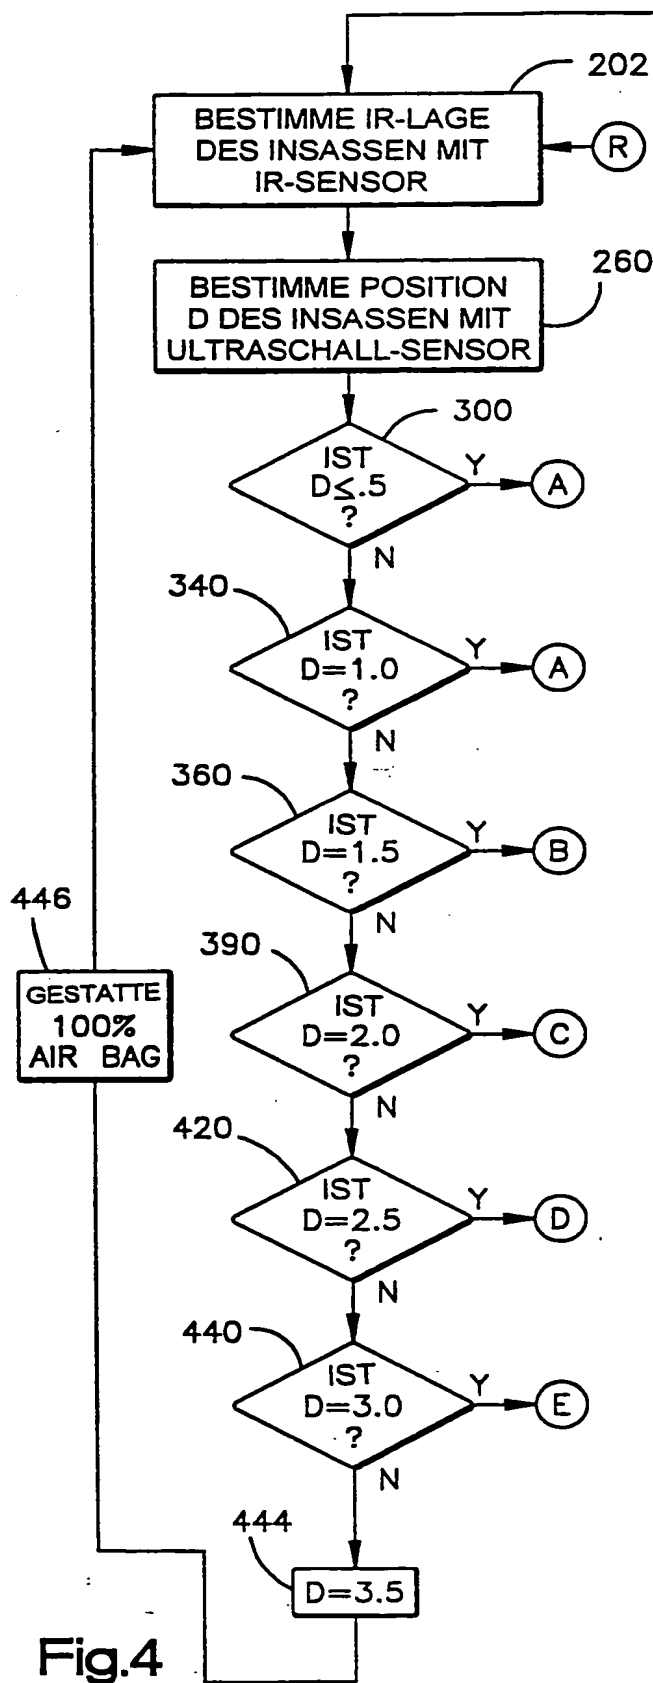 202
BESTIMME IR-LAGE
DES INSASSEN MIT
IR-SENSOR
R
260
BESTIMME POSITION
D DES INSASSEN MIT
ULTRASCHALL-SENSOR
300
IST
D≤.5
?
Y
A
N
340
IST
D=1.0
?
Y
A
N
360
IST
D=1.5
?
Y
B
N
446
GESTATTE
100%
AIR BAG
390
IST
D=2.0
?
Y
C
N
420
IST
D=2.5
?
Y
D
N
440
IST
D=3.0
?
Y
E
N
444
D=3.5
Fig.4